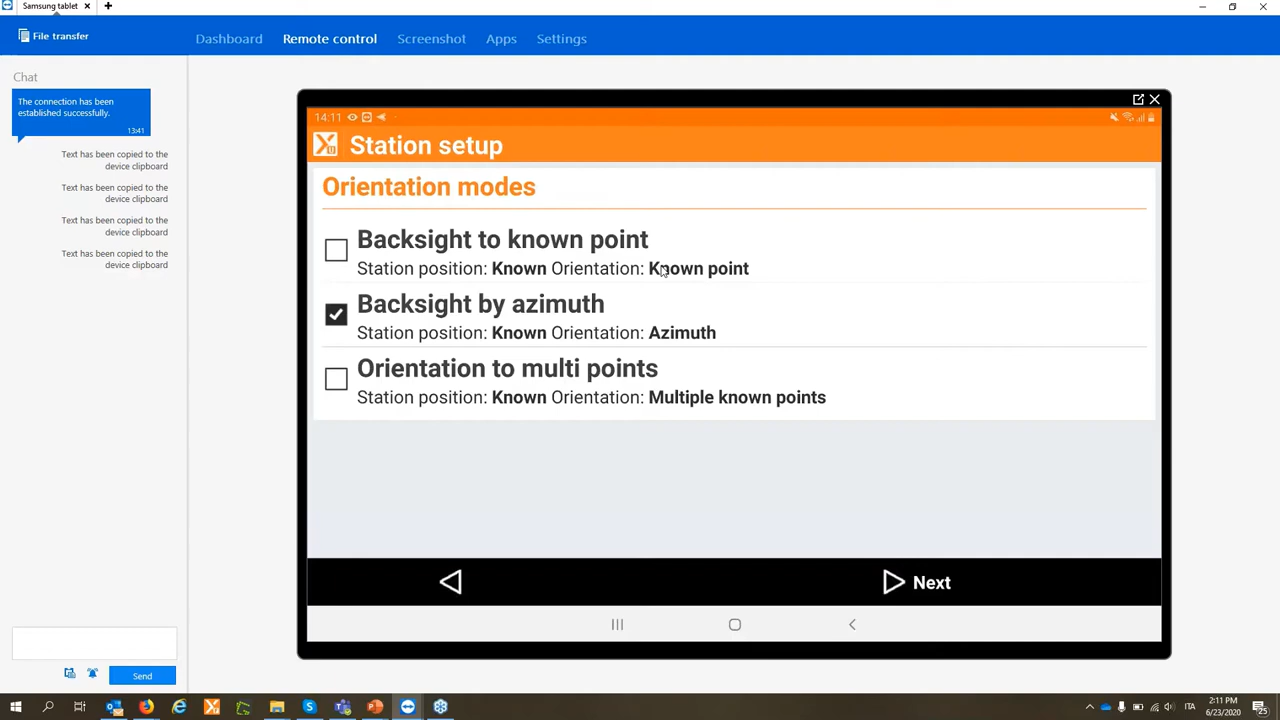 Samsung tablet
File transfer
Dashboard
Remote control
Screenshot
Apps
Settings
Chat
The connection has been
established successfully.
13:41
Text has been copied to the
device clipboard
Text has been copied to the
device clipboard
Text has been copied to the
device clipboard
Text has been copied to the
device clipboard
14:11
Station setup
Orientation modes
Backsight to known point
Station position: Known Orientation: Known point
Backsight by azimuth
Station position: Known Orientation: Azimuth
Orientation to multi points
Station position: Known Orientation: Multiple known points
Next
Send
ITA
2:11 PM
6/23/2020
25